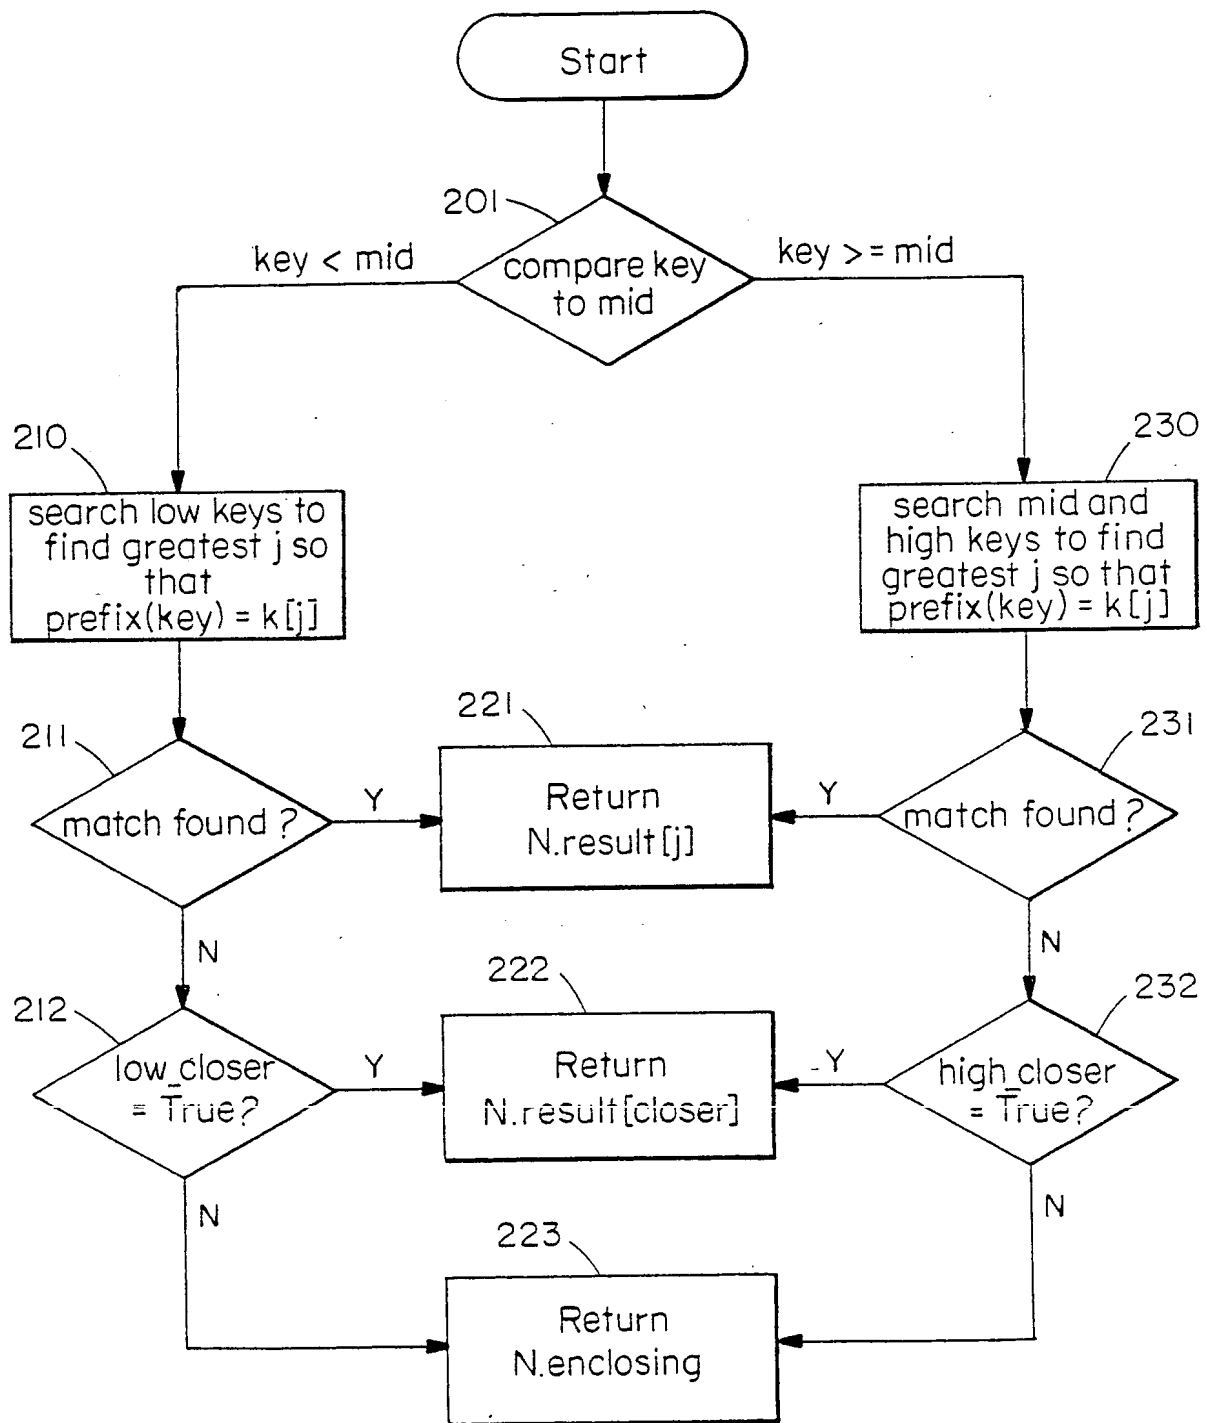 Start
201
key < mid
compare key
to mid
key >= mid
210
search low keys to
find greatest j so
that
prefix(key) = k[j]
230
search mid and
high keys to find
greatest j so that
prefix(key) = k[j]
211
match found?
Y
221
Return
N.result[j]
Y
231
match found?
N
N
212
low_closer
= True?
Y
222
Return
N.result[closer]
Y
232
high_closer
= True?
N
N
223
Return
N.enclosing